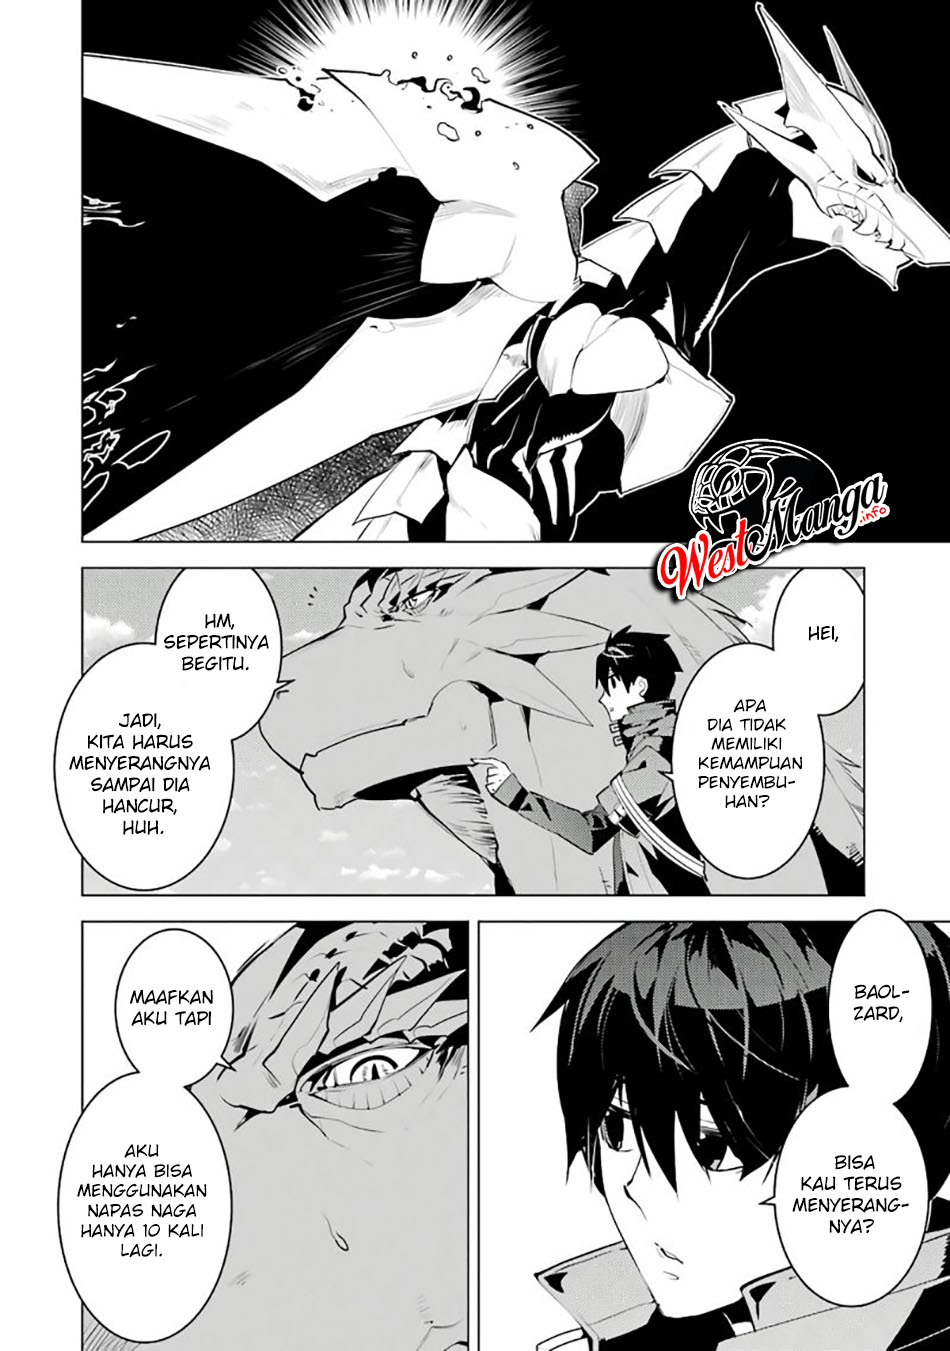 WEST MANGA
.info
HEI,
APA
DIA TIDAK
MEMILIKI
KEMAMPUAN
PENYEMBU-
HAN?
HM,
SEPERTINYA
BEGITU.
JADI,
KITA HARUS
MENYERANGNYA
SAMPAI DIA
HANCUR,
HUH.
BAOL-
ZARD,
BISA
KAU TERUS
MENYERANG-
NYA?
MAAFKAN
AKU TAPI
AKU
HANYA BISA
MENGGUNAKAN
NAPAS NAGA
HANYA 10 KALI
LAGI.